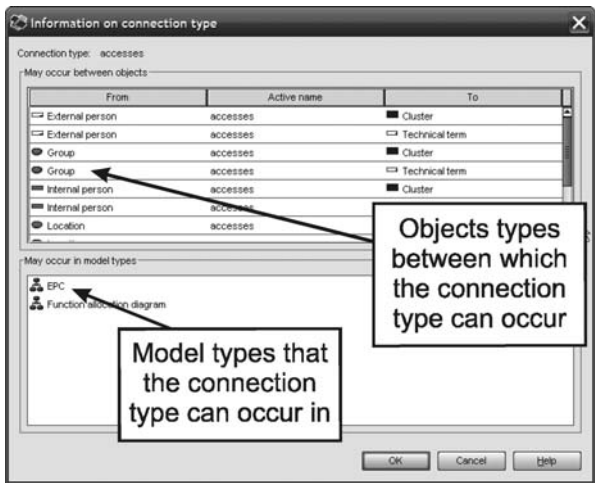 Information on connection type
Connection type: accesses
May occur between objects
From Active name To
External person accesses Cluster
External person accesses Technical term
Group accesses Cluster
Group accesses Technical term
Internal person accesses Cluster
Internal person accesses
Location accesses
Objects types
between which
the connection
type can occur
May occur in model types
EPC
Function allocation diagram
Model types that
the connection
type can occur in
OK Cancel Help